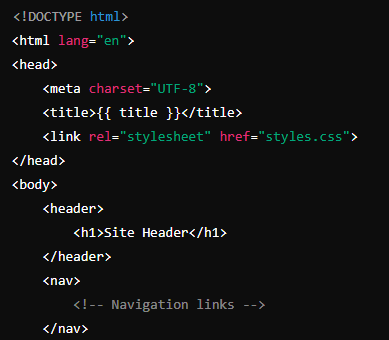 <!DOCTYPE html>
<html lang="en">
<head>
    <meta charset="UTF-8">
    <title>{{ title }}</title>
    <link rel="stylesheet" href="styles.css">
</head>
<body>
    <header>
        <h1>Site Header</h1>
    </header>
    <nav>
        <!-- Navigation links -->
    </nav>